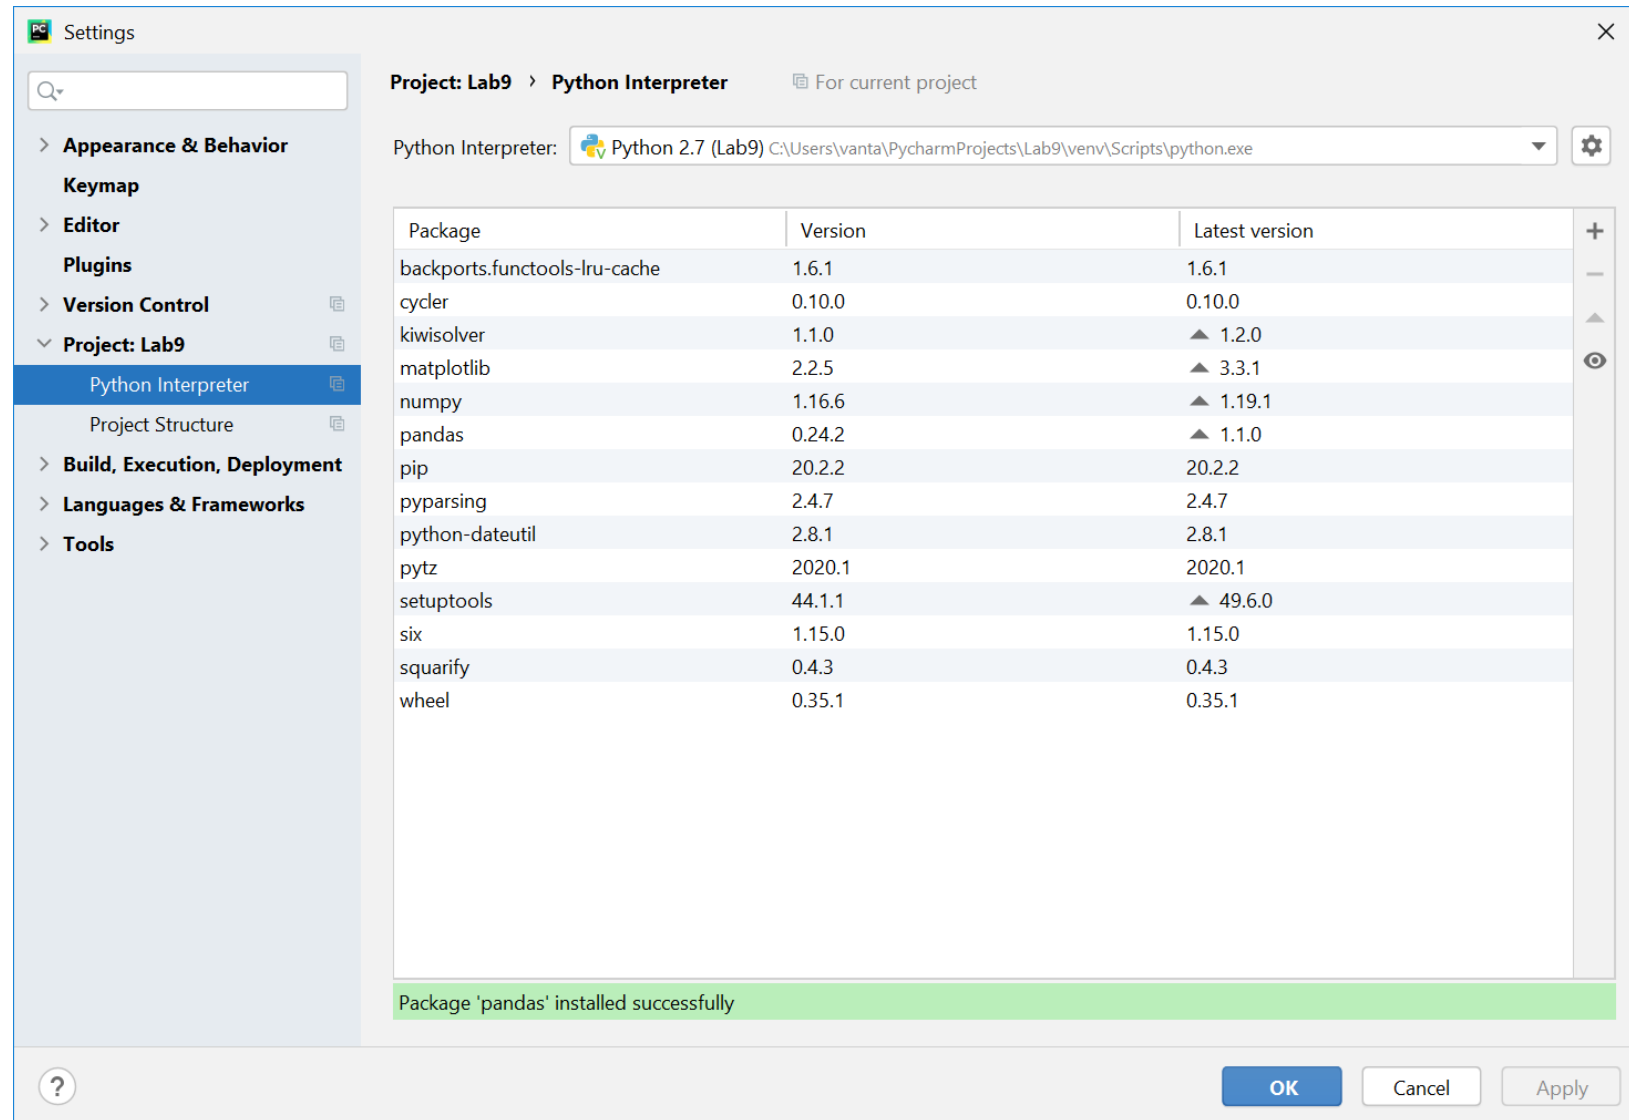 PC Settings
Project: Lab9 › Python Interpreter For current project
Appearance & Behavior
Keymap
Editor
Plugins
Version Control
Project: Lab9
Python Interpreter
Project Structure
Build, Execution, Deployment
Languages & Frameworks
Tools
Python Interpreter: Python 2.7 (Lab9) C:\Users\vanta\PycharmProjects\Lab9\venv\Scripts\python.exe
Package Version Latest version
backports.functools-lru-cache 1.6.1 1.6.1
cycler 0.10.0 0.10.0
kiwisolver 1.1.0 ▲ 1.2.0
matplotlib 2.2.5 ▲ 3.3.1
numpy 1.16.6 ▲ 1.19.1
pandas 0.24.2 ▲ 1.1.0
pip 20.2.2 20.2.2
pyparsing 2.4.7 2.4.7
python-dateutil 2.8.1 2.8.1
pytz 2020.1 2020.1
setuptools 44.1.1 ▲ 49.6.0
six 1.15.0 1.15.0
squarify 0.4.3 0.4.3
wheel 0.35.1 0.35.1
Package 'pandas' installed successfully
? OK Cancel Apply